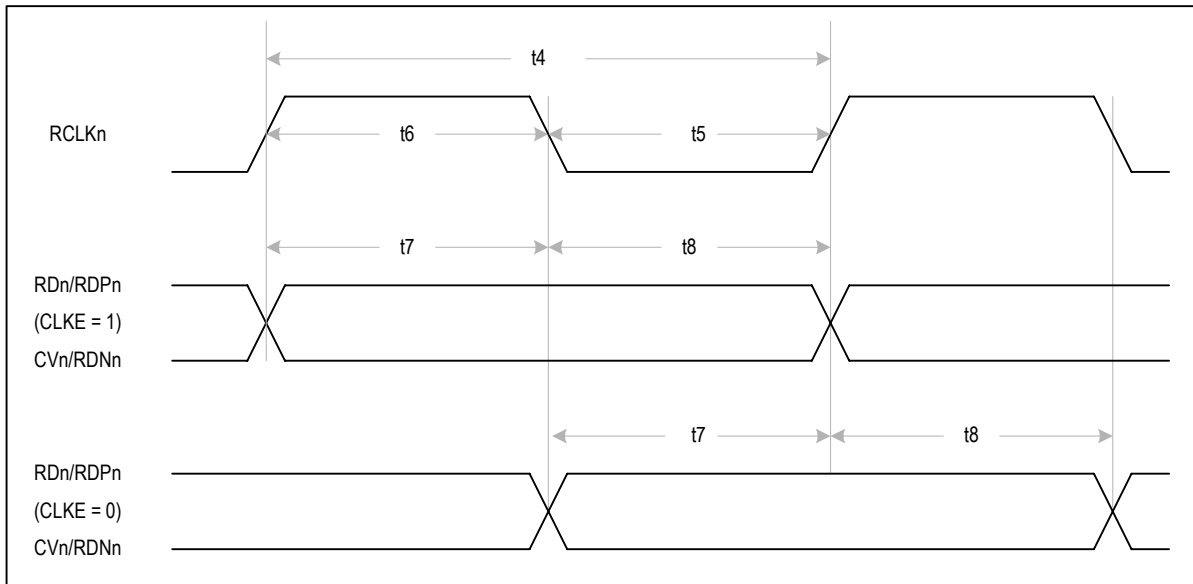 t4
RCLKn
t6
t5
t7
t8
RDn/RDPn
(CLKE = 1)
CVn/RDNn
t7
t8
RDn/RDPn
(CLKE = 0)
CVn/RDNn